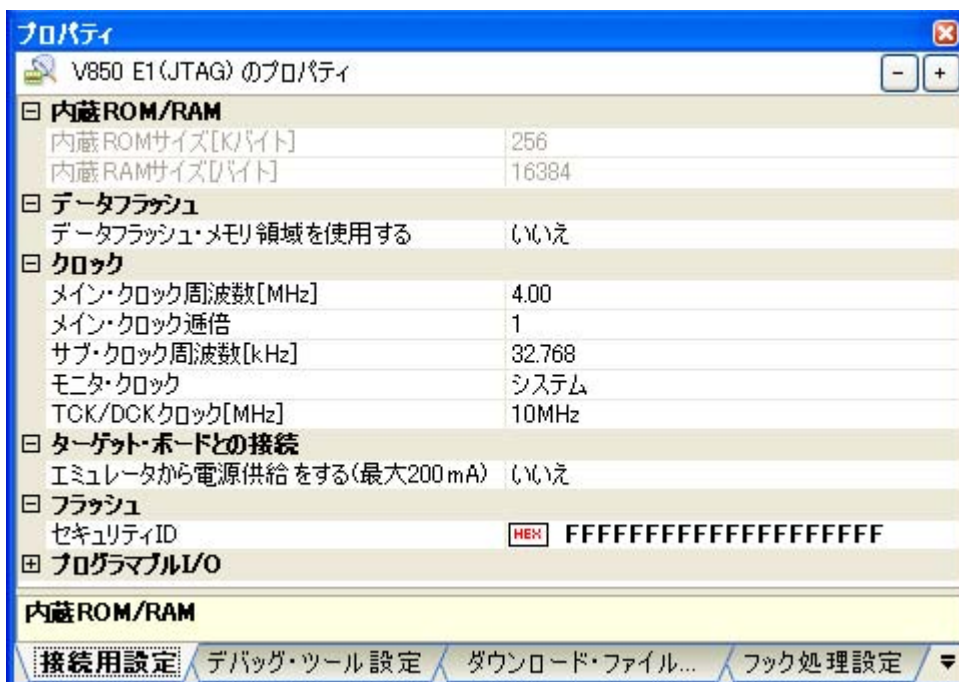 プロパティ
V850 E1(JTAG) のプロパティ
内蔵ROM/RAM
内蔵ROMサイズ[Kバイト] 256
内蔵RAMサイズ[バイト] 16384
データフラッシュ
データフラッシュ・メモリ領域を使用する いいえ
クロック
メイン・クロック周波数[MHz] 4.00
メイン・クロック逓倍 1
サブ・クロック周波数[kHz] 32.768
モニタ・クロック システム
TCK/DCKクロック[MHz] 10MHz
ターゲット・ボードとの接続
エミュレータから電源供給をする(最大200mA) いいえ
フラッシュ
セキュリティID HEX FFFFFFFFFFFFFFFFFFFF
プログラマブルI/O
内蔵ROM/RAM
接続用設定 デバッグ・ツール設定 ダウンロード・ファイル... フック処理設定